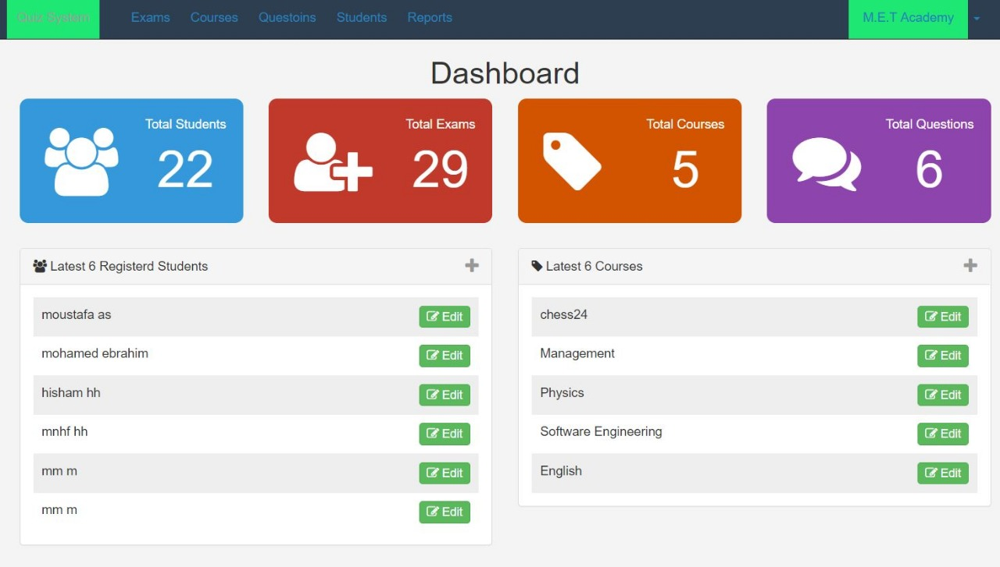 Quiz System Exams Courses Questoins Students Reports M.E.T Academy
Dashboard
Total Students
22
Total Exams
29
Total Courses
5
Total Questions
6
Latest 6 Registerd Students
moustafa as Edit
mohamed ebrahim Edit
hisham hh Edit
mnhf hh Edit
mm m Edit
mm m Edit
Latest 6 Courses
chess24 Edit
Management Edit
Physics Edit
Software Engineering Edit
English Edit